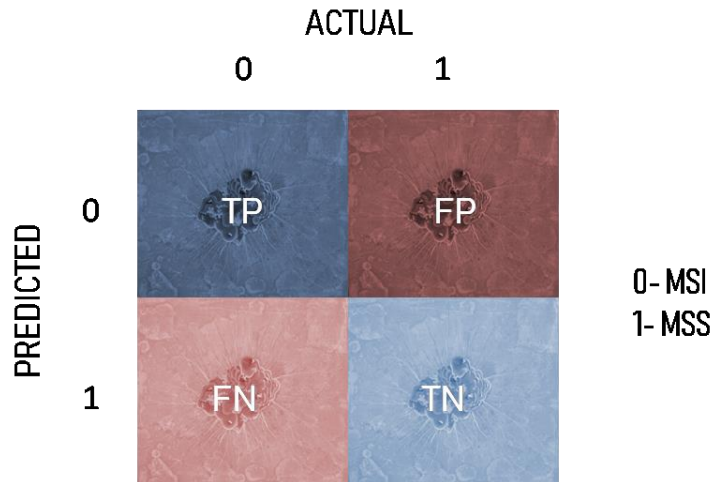 ACTUAL
0 1
PREDICTED
0
TP FP
1
FN TN
0- MSI
1- MSS